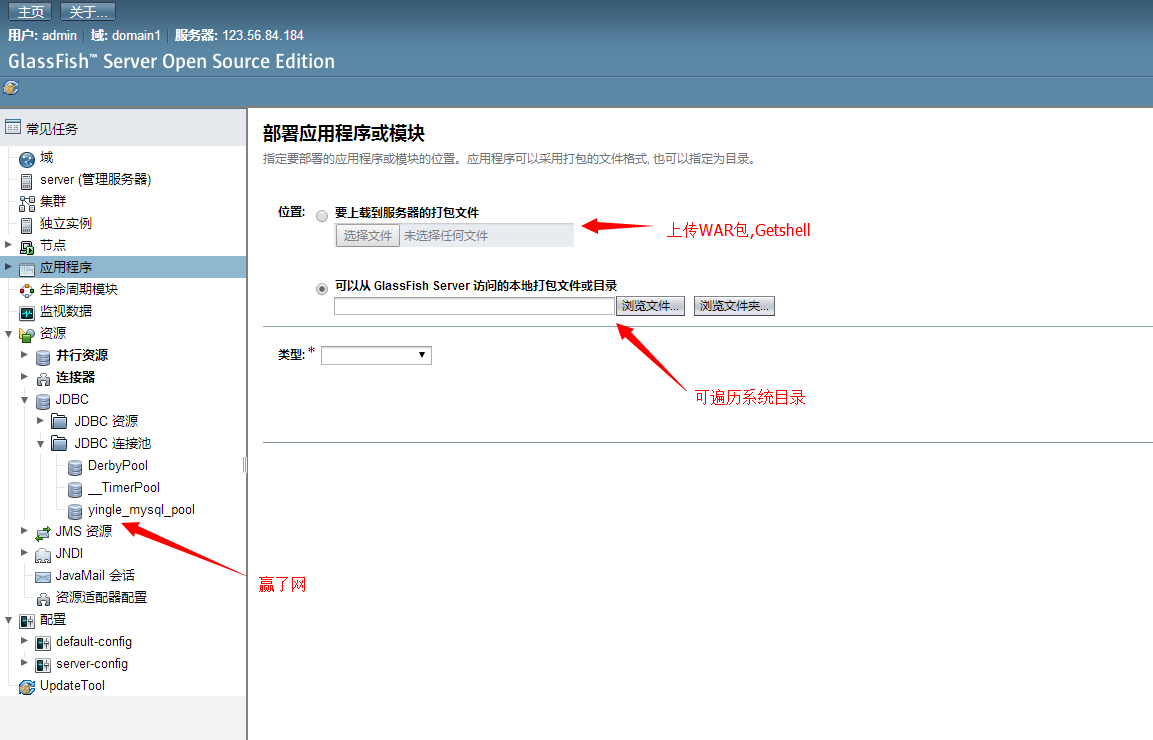 主页 关于...
用户: admin 域: domain1 服务器: 123.56.84.184
GlassFish™ Server Open Source Edition
常见任务
域
server (管理服务器)
集群
独立实例
节点
应用程序
生命周期模块
监视数据
资源
并行资源
连接器
JDBC
JDBC 资源
JDBC 连接池
DerbyPool
__TimerPool
yingle_mysql_pool
JMS 资源
JNDI
JavaMail 会话
资源适配器配置
配置
default-config
server-config
UpdateTool
部署应用程序或模块
指定要部署的应用程序或模块的位置。应用程序可以采用打包的文件格式, 也可以指定为目录。
位置: 要上载到服务器的打包文件
选择文件 未选择任何文件
上传WAR包,Getshell
可以从 GlassFish Server 访问的本地打包文件或目录
浏览文件... 浏览文件夹...
类型: *
可遍历系统目录
赢了网